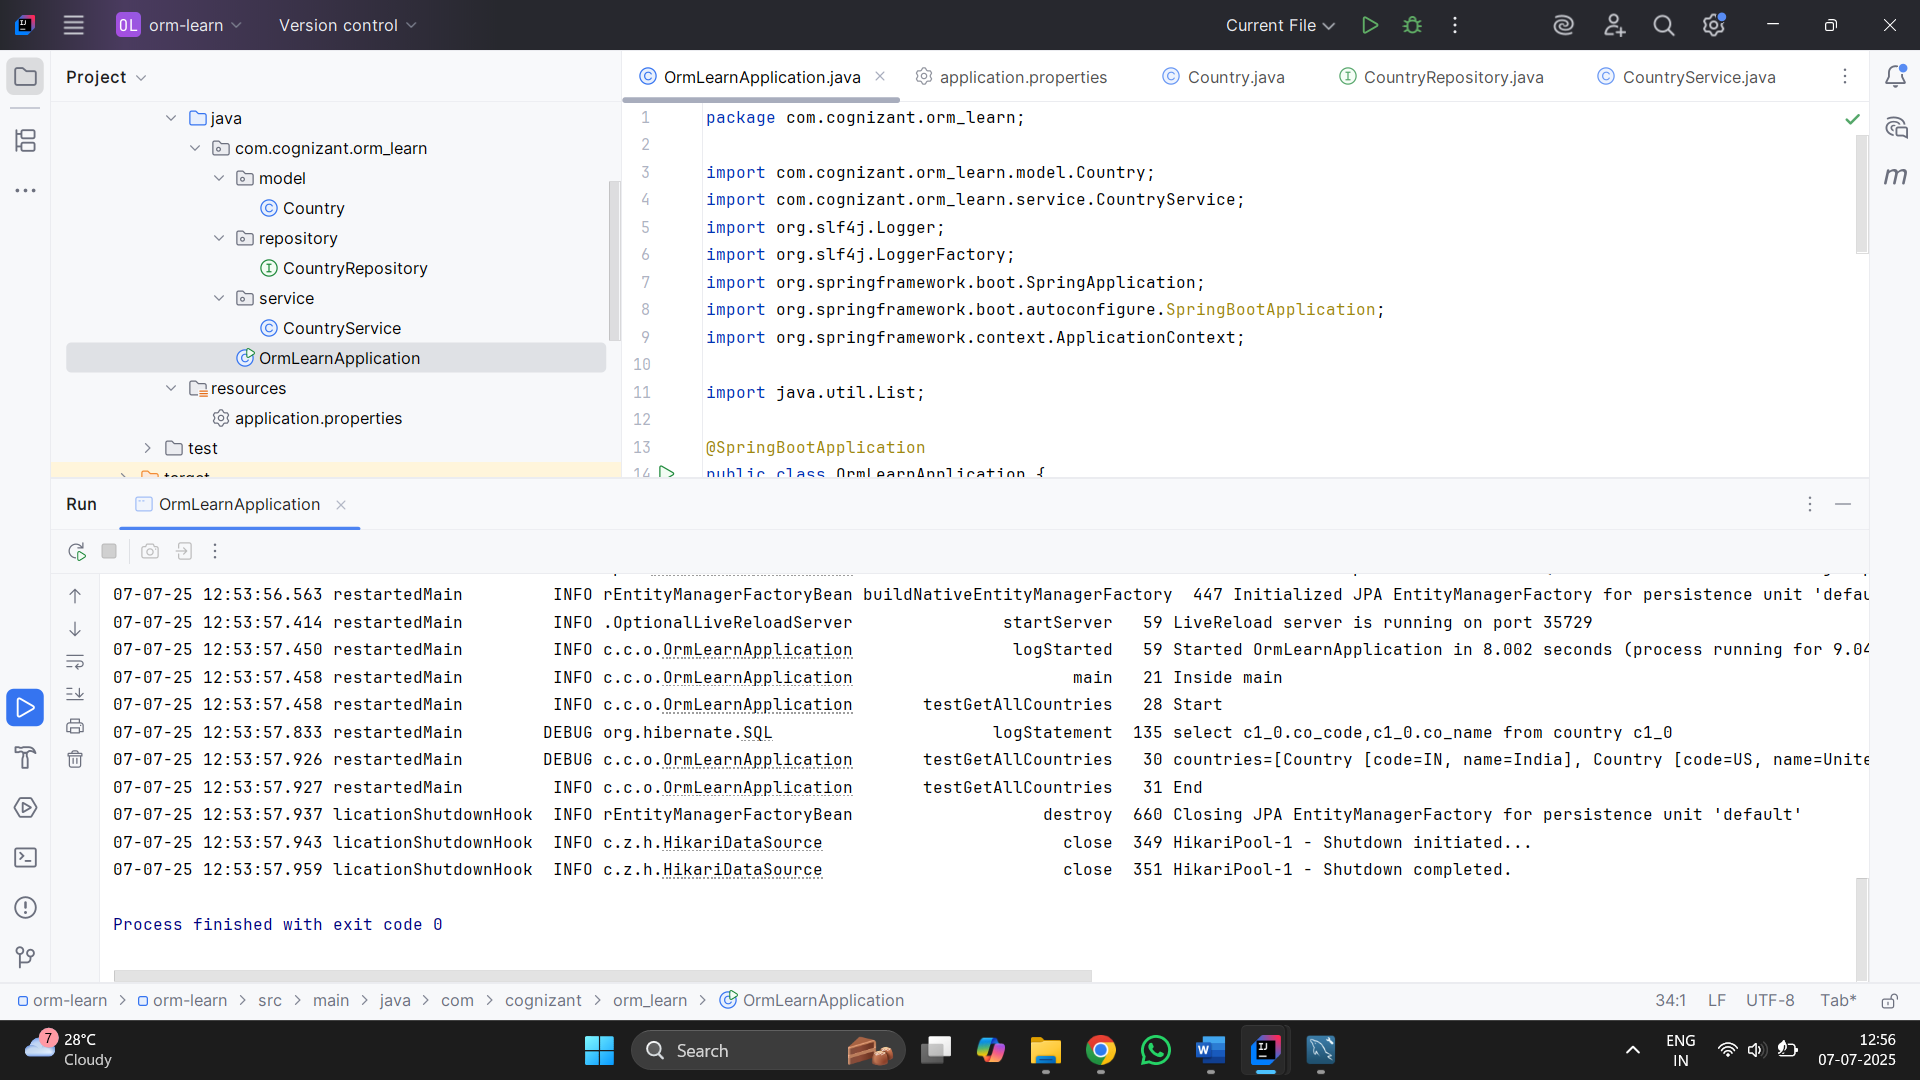 OL orm-learn Version control Current File
Project
OrmLearnApplication.java application.properties Country.java CountryRepository.java CountryService.java
java
com.cognizant.orm_learn
model
Country
repository
CountryRepository
service
CountryService
OrmLearnApplication
resources
application.properties
test
1 package com.cognizant.orm_learn;
2
3 import com.cognizant.orm_learn.model.Country;
4 import com.cognizant.orm_learn.service.CountryService;
5 import org.slf4j.Logger;
6 import org.slf4j.LoggerFactory;
7 import org.springframework.boot.SpringApplication;
8 import org.springframework.boot.autoconfigure.SpringBootApplication;
9 import org.springframework.context.ApplicationContext;
10
11 import java.util.List;
12
13 @SpringBootApplication
14 public class OrmLearnApplication {
m
Run OrmLearnApplication
07-07-25 12:53:56.563 restartedMain INFO rEntityManagerFactoryBean buildNativeEntityManagerFactory 447 Initialized JPA EntityManagerFactory for persistence unit 'defau
07-07-25 12:53:57.414 restartedMain INFO .OptionalLiveReloadServer startServer 59 LiveReload server is running on port 35729
07-07-25 12:53:57.450 restartedMain INFO c.c.o.OrmLearnApplication logStarted 59 Started OrmLearnApplication in 8.002 seconds (process running for 9.04
07-07-25 12:53:57.458 restartedMain INFO c.c.o.OrmLearnApplication main 21 Inside main
07-07-25 12:53:57.458 restartedMain INFO c.c.o.OrmLearnApplication testGetAllCountries 28 Start
07-07-25 12:53:57.833 restartedMain DEBUG org.hibernate.SQL logStatement 135 select c1_0.co_code,c1_0.co_name from country c1_0
07-07-25 12:53:57.926 restartedMain DEBUG c.c.o.OrmLearnApplication testGetAllCountries 30 countries=[Country [code=IN, name=India], Country [code=US, name=Unite
07-07-25 12:53:57.927 restartedMain INFO c.c.o.OrmLearnApplication testGetAllCountries 31 End
07-07-25 12:53:57.937 licationShutdownHook INFO rEntityManagerFactoryBean destroy 660 Closing JPA EntityManagerFactory for persistence unit 'default'
07-07-25 12:53:57.943 licationShutdownHook INFO c.z.h.HikariDataSource close 349 HikariPool-1 - Shutdown initiated...
07-07-25 12:53:57.959 licationShutdownHook INFO c.z.h.HikariDataSource close 351 HikariPool-1 - Shutdown completed.
Process finished with exit code 0
orm-learn > orm-learn > src > main > java > com > cognizant > orm_learn > OrmLearnApplication 34:1 LF UTF-8 Tab*
7 28°C
Cloudy
Search
ENG
IN
12:56
07-07-2025